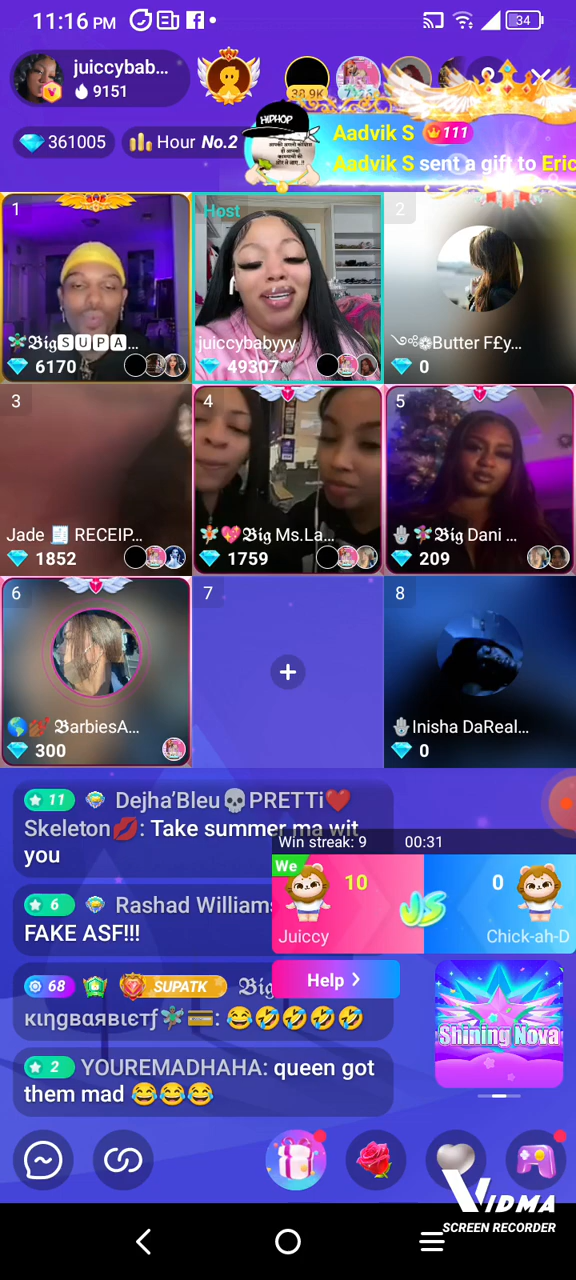 11:16 PM
34
juiccybab...
9151
38.9K
361005
Hour No.2
HIPHOP
Aadvik S 111
Aadvik S sent a gift to Eric
1
Host
2
𝕭𝖎𝖌🆂🆄🅿🅰...
6170
juiccybabyyy
49307
Butter F£y...
0
3
4
5
Jade 🧾 RECEIP...
1852
🧚💖𝕭𝖎𝖌 Ms.La...
1759
𝕭𝖎𝖌 Dani ...
209
6
7
8
🌎💅 𝕭arbiesA...
300
+
Inisha DaReal...
0
11 Dejha'Bleu💀PRETTi❤️
Skeleton💋: Take summer ma wit
you
Win streak: 9 00:31
We
10
0
Juiccy
Chick-ah-D
6 Rashad Williams
FAKE ASF!!!
Help >
68 SUPATK 𝕭𝖎𝖌
кιηgвαявιєтƒ🧚💳: 😂🤣🤣🤣🤣
Shining Nova
2 YOUREMADHAHA: queen got
them mad 😂😂😂
VIDMA
SCREEN RECORDER